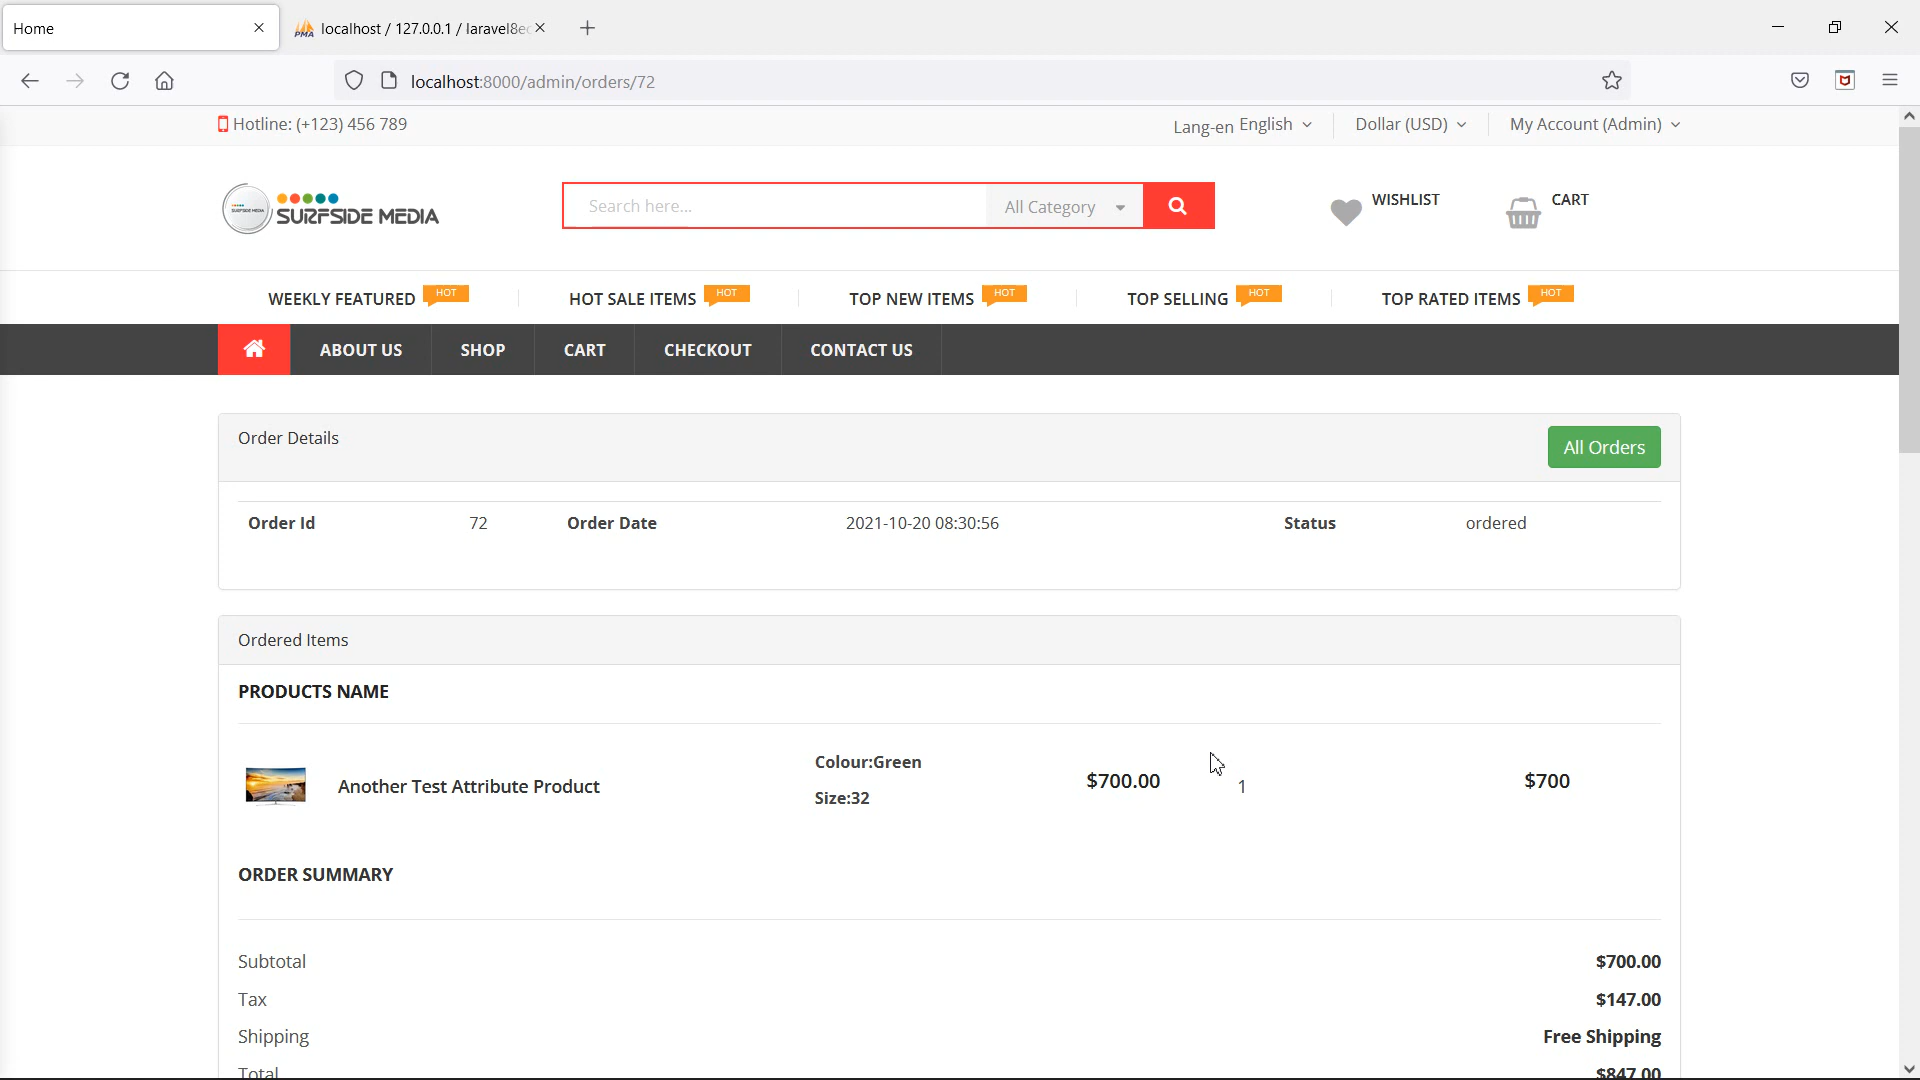 Home
localhost / 127.0.0.1 / laravel8ec
localhost:8000/admin/orders/72
Hotline: (+123) 456 789
Lang-en English
Dollar (USD)
My Account (Admin)
SURFSIDE MEDIA
Search here...
All Category
WISHLIST
CART
WEEKLY FEATURED HOT
HOT SALE ITEMS HOT
TOP NEW ITEMS HOT
TOP SELLING HOT
TOP RATED ITEMS HOT
ABOUT US SHOP CART CHECKOUT CONTACT US
Order Details
All Orders
Order Id 72 Order Date 2021-10-20 08:30:56 Status ordered
Ordered Items
PRODUCTS NAME
Colour:Green
Another Test Attribute Product $700.00 1 $700
Size:32
ORDER SUMMARY
Subtotal $700.00
Tax $147.00
Shipping Free Shipping
Total $847.00